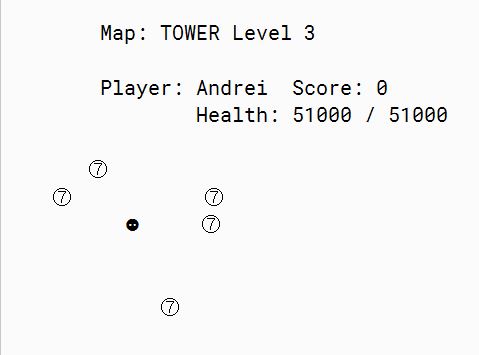 Map: TOWER Level 3
Player: Andrei Score: 0
Health: 51000 / 51000
⑦
⑦ ⑦
⑦
⑦